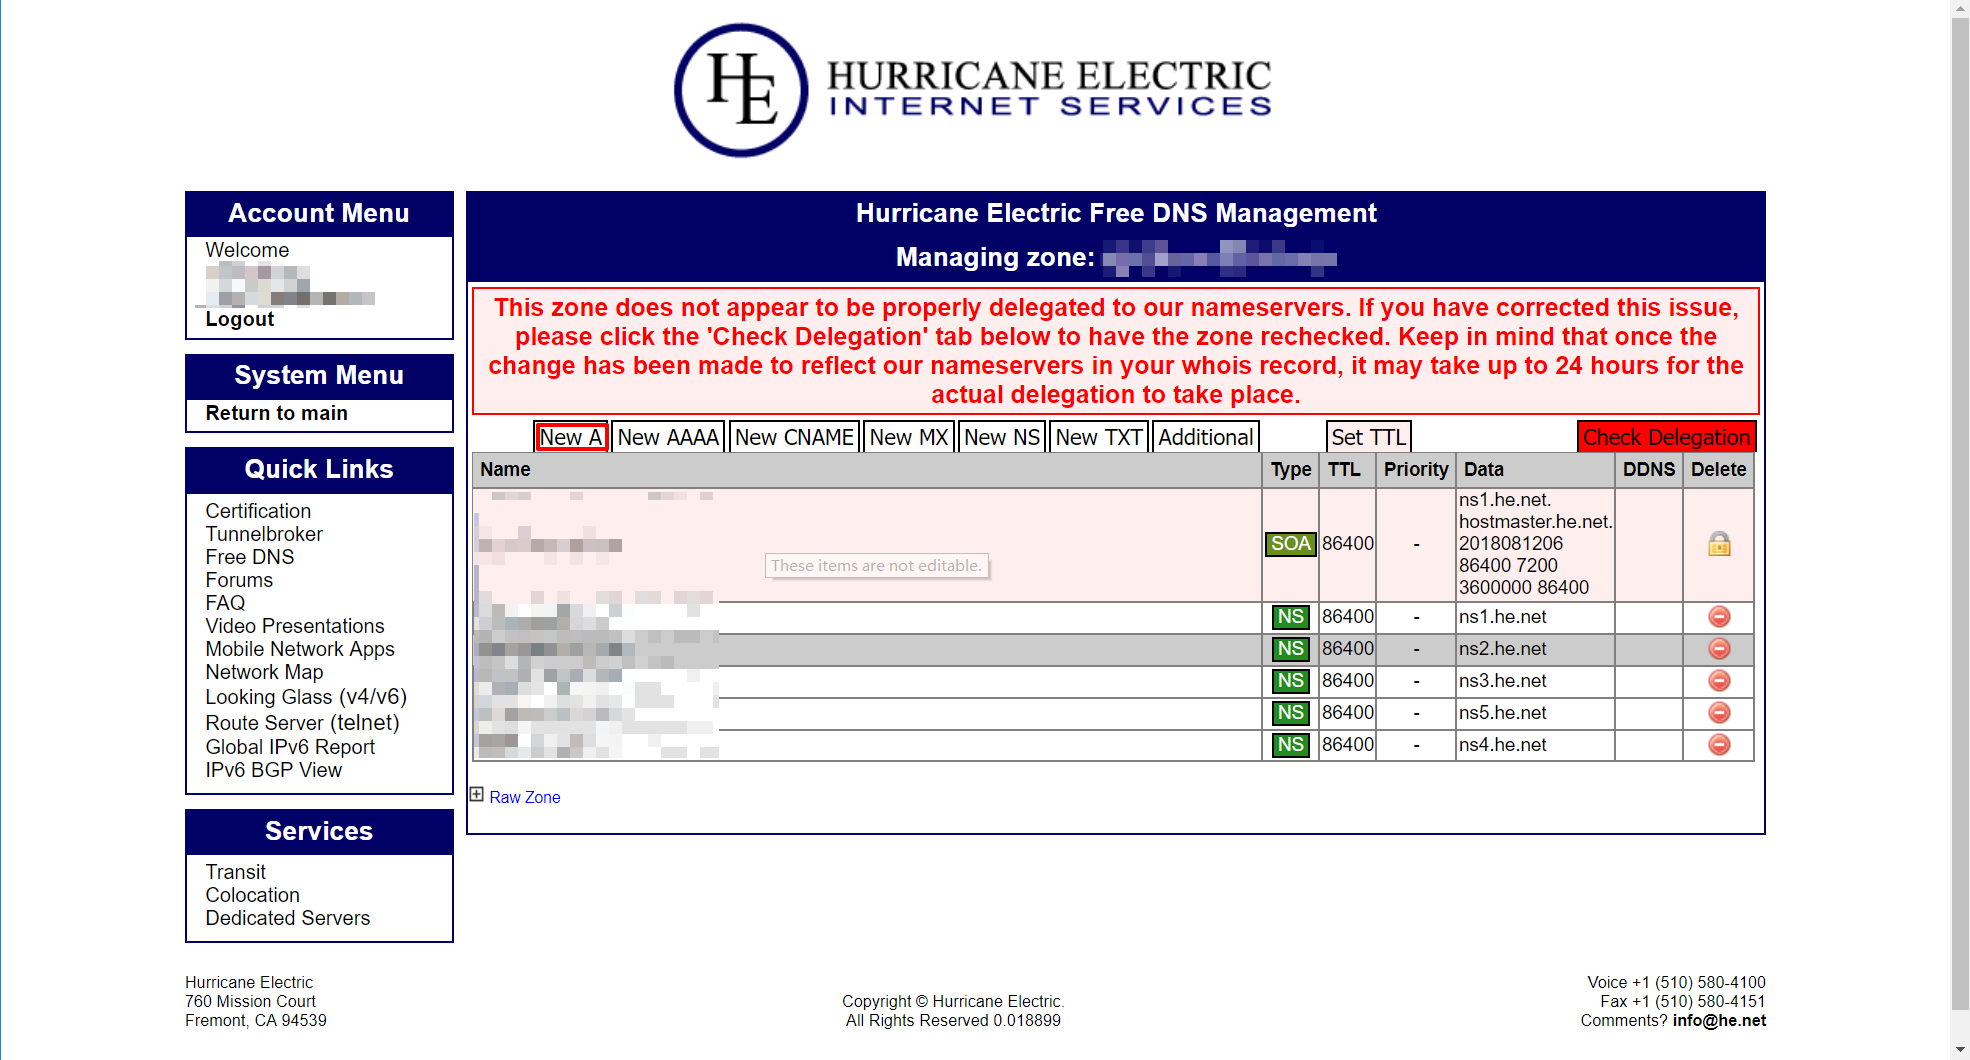 HE HURRICANE ELECTRIC
INTERNET SERVICES
Account Menu
Welcome
Logout
System Menu
Return to main
Quick Links
Certification
Tunnelbroker
Free DNS
Forums
FAQ
Video Presentations
Mobile Network Apps
Network Map
Looking Glass (v4/v6)
Route Server (telnet)
Global IPv6 Report
IPv6 BGP View
Services
Transit
Colocation
Dedicated Servers
Hurricane Electric Free DNS Management
Managing zone:
This zone does not appear to be properly delegated to our nameservers. If you have corrected this issue,
please click the 'Check Delegation' tab below to have the zone rechecked. Keep in mind that once the
change has been made to reflect our nameservers in your whois record, it may take up to 24 hours for the
actual delegation to take place.
New A New AAAA New CNAME New MX New NS New TXT Additional Set TTL Check Delegation
Name Type TTL Priority Data DDNS Delete
SOA 86400 - ns1.he.net.
hostmaster.he.net.
2018081206
86400 7200
3600000 86400
These items are not editable.
NS 86400 - ns1.he.net
NS 86400 - ns2.he.net
NS 86400 - ns3.he.net
NS 86400 - ns5.he.net
NS 86400 - ns4.he.net
Raw Zone
Hurricane Electric
760 Mission Court
Fremont, CA 94539
Copyright © Hurricane Electric.
All Rights Reserved 0.018899
Voice +1 (510) 580-4100
Fax +1 (510) 580-4151
Comments? info@he.net